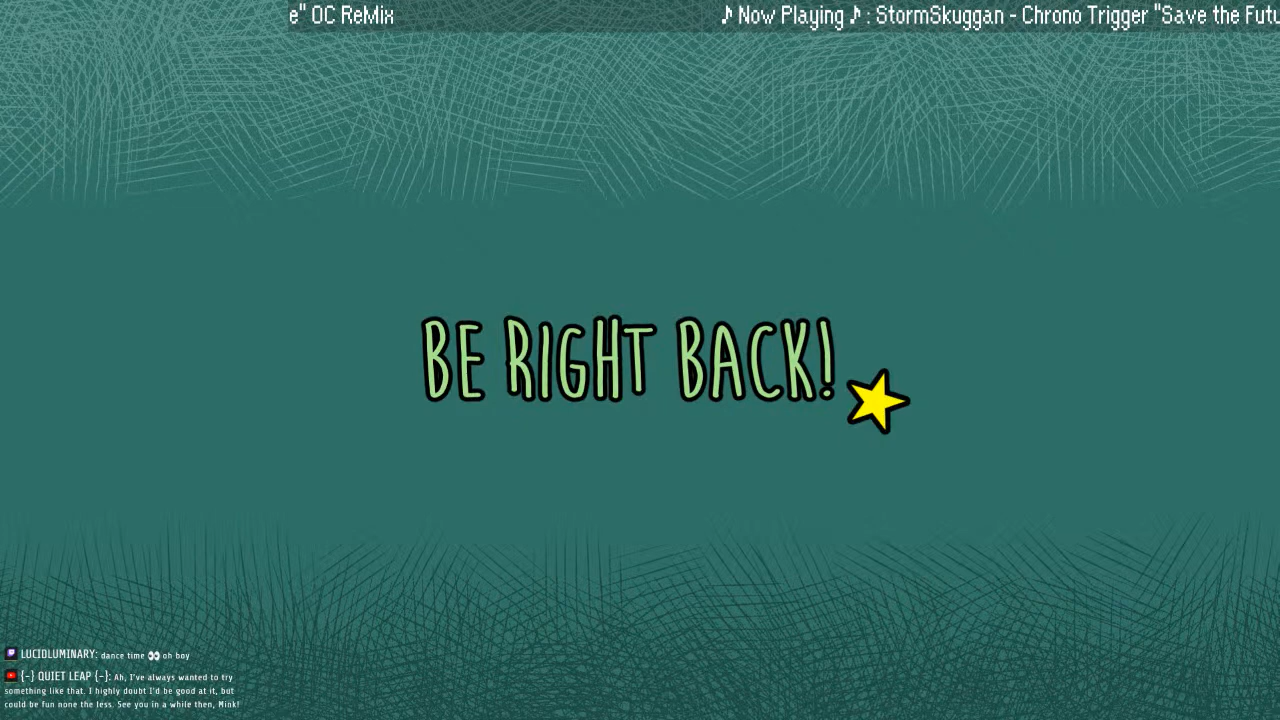 e" OC ReMix
♪ Now Playing ♪ : StormSkuggan - Chrono Trigger "Save the Futu
BE RIGHT BACK!
LUCIDLUMINARY: dance time 👀 oh boy
(-) QUIET LEAP (-): Ah, I've always wanted to try
something like that. I highly doubt I'd be good at it, but
could be fun none the less. See you in a while then, Mink!